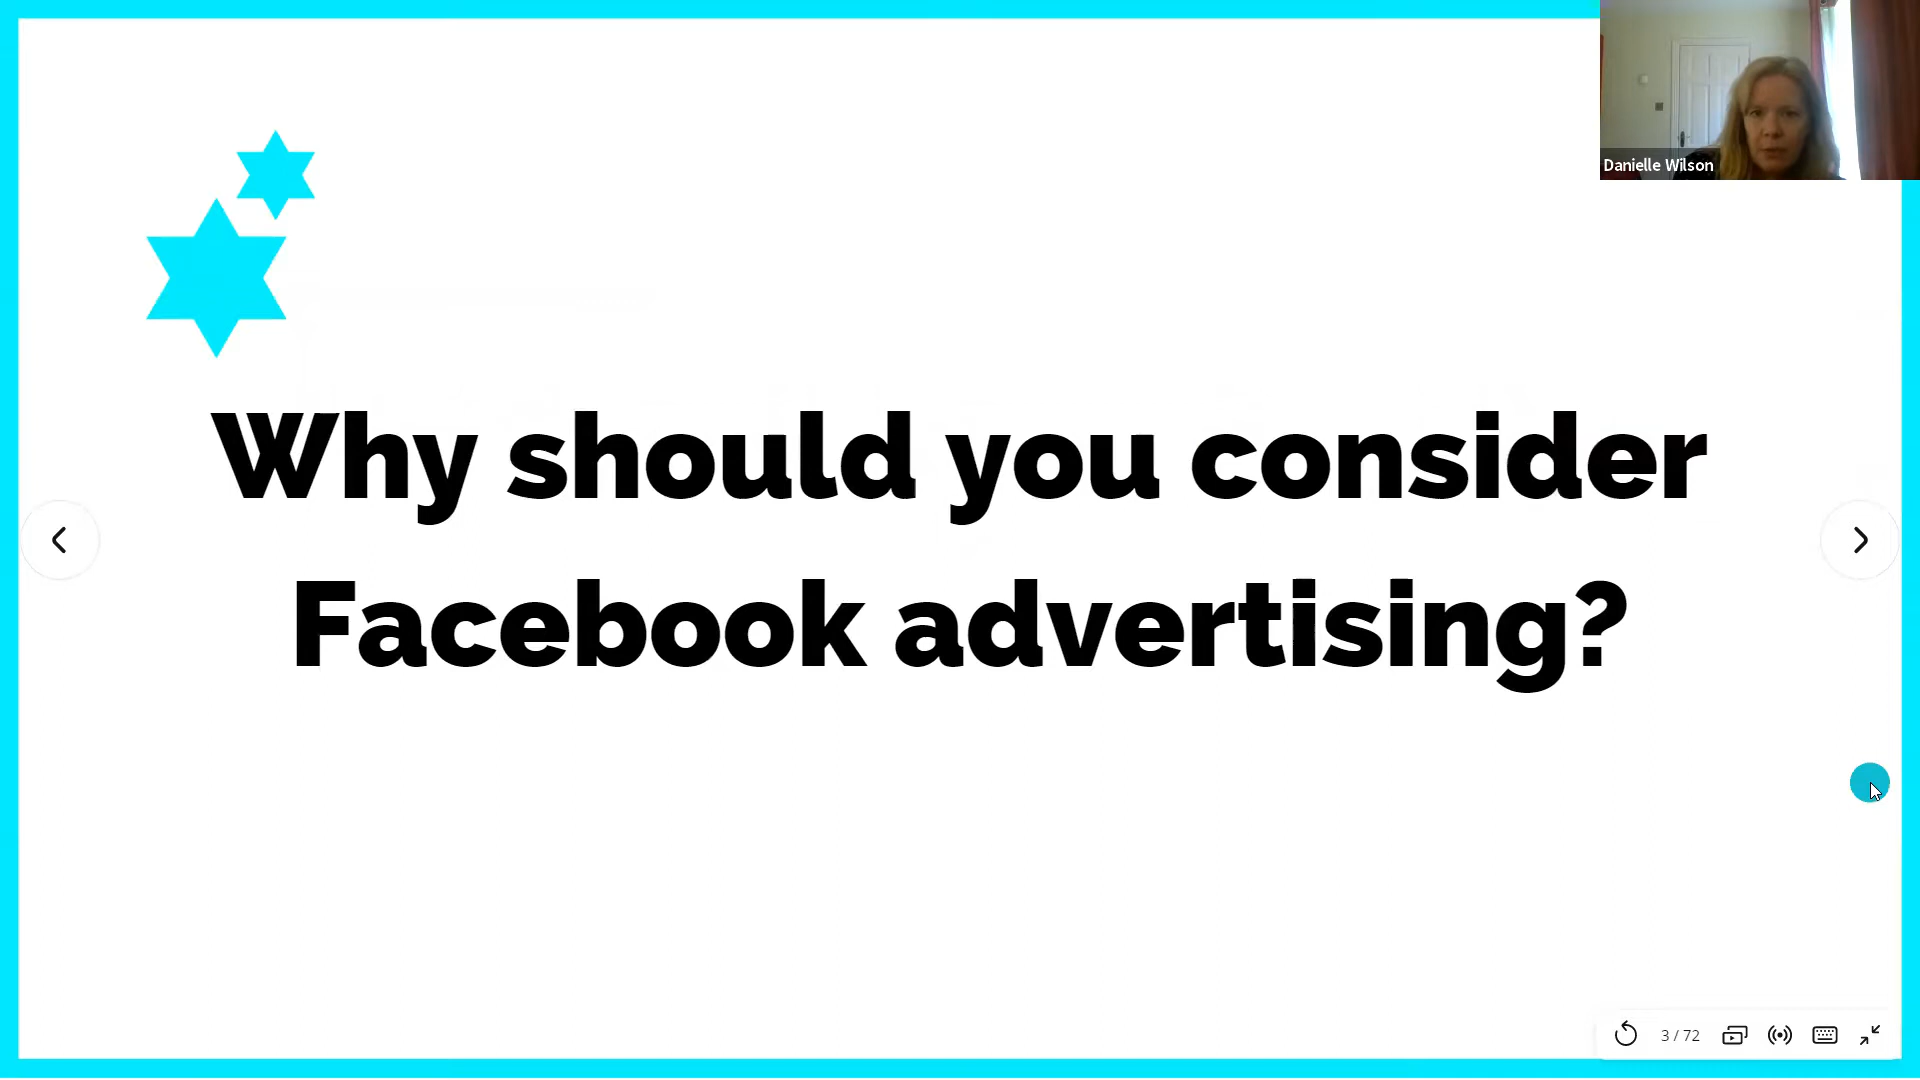 Danielle Wilson
Why should you consider
Facebook advertising?
3 / 72